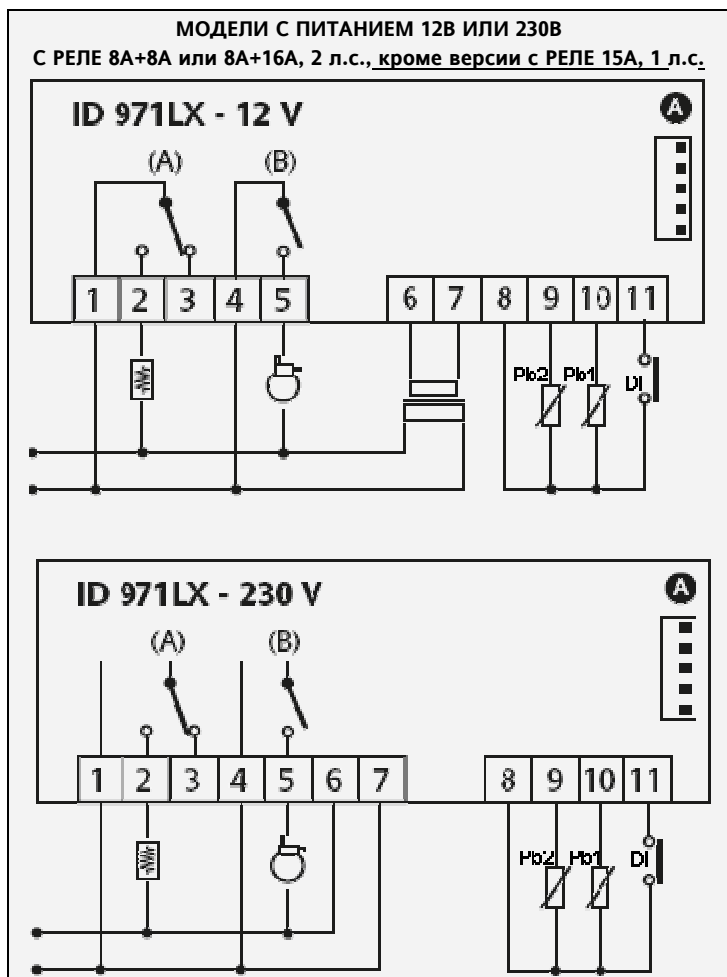 МОДЕЛИ С ПИТАНИЕМ 12В ИЛИ 230В
С РЕЛЕ 8А+8А или 8А+16А, 2 л.с., кроме версии с РЕЛЕ 15А, 1 л.с.
ID 971LX - 12 V
A
(A) (B)
1 2 3 4 5 6 7 8 9 10 11
Pb2 Pb1 DI
ID 971LX - 230 V
A
(A) (B)
1 2 3 4 5 6 7 8 9 10 11
Pb2 Pb1 DI